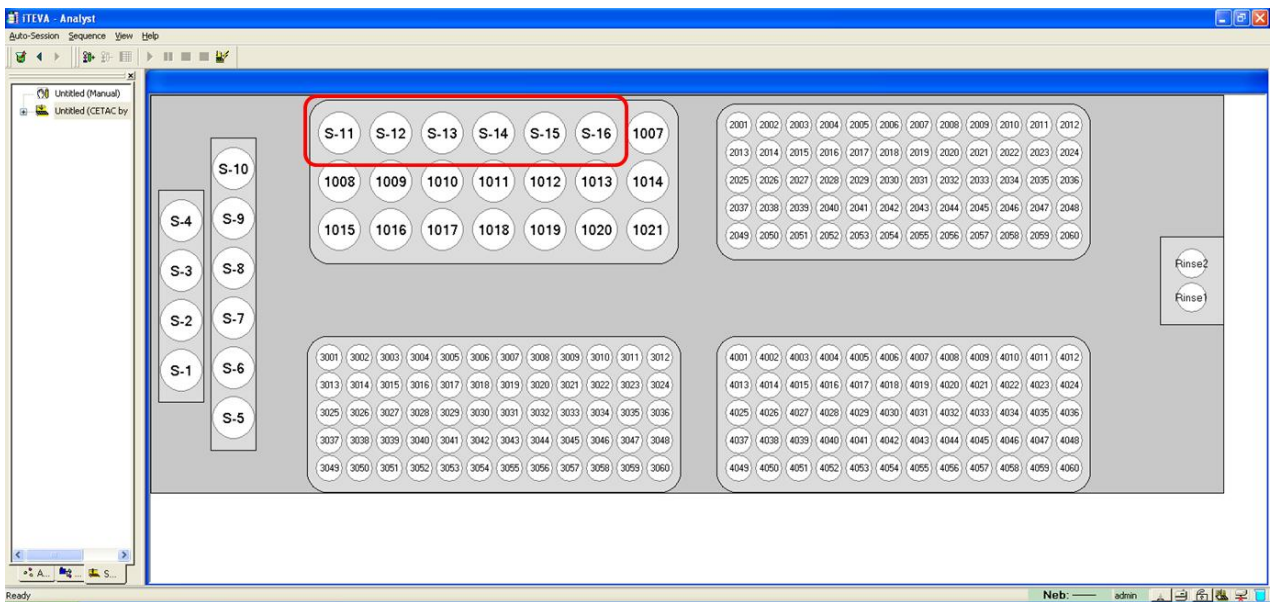 iTEVA - Analyst
Auto-Session Sequence View Help
Untitled (Manual)
Untitled (CETAC by
S-4
S-3
S-2
S-1
S-10
S-9
S-8
S-7
S-6
S-5
S-11 S-12 S-13 S-14 S-15 S-16 1007
1008 1009 1010 1011 1012 1013 1014
1015 1016 1017 1018 1019 1020 1021
2001 2002 2003 2004 2005 2006 2007 2008 2009 2010 2011 2012
2013 2014 2015 2016 2017 2018 2019 2020 2021 2022 2023 2024
2025 2026 2027 2028 2029 2030 2031 2032 2033 2034 2035 2036
2037 2038 2039 2040 2041 2042 2043 2044 2045 2046 2047 2048
2049 2050 2051 2052 2053 2054 2055 2056 2057 2058 2059 2060
Rinse2
Rinse1
3001 3002 3003 3004 3005 3006 3007 3008 3009 3010 3011 3012
3013 3014 3015 3016 3017 3018 3019 3020 3021 3022 3023 3024
3025 3026 3027 3028 3029 3030 3031 3032 3033 3034 3035 3036
3037 3038 3039 3040 3041 3042 3043 3044 3045 3046 3047 3048
3049 3050 3051 3052 3053 3054 3055 3056 3057 3058 3059 3060
4001 4002 4003 4004 4005 4006 4007 4008 4009 4010 4011 4012
4013 4014 4015 4016 4017 4018 4019 4020 4021 4022 4023 4024
4025 4026 4027 4028 4029 4030 4031 4032 4033 4034 4035 4036
4037 4038 4039 4040 4041 4042 4043 4044 4045 4046 4047 4048
4049 4050 4051 4052 4053 4054 4055 4056 4057 4058 4059 4060
A... ... S...
Ready
Neb: —— admin